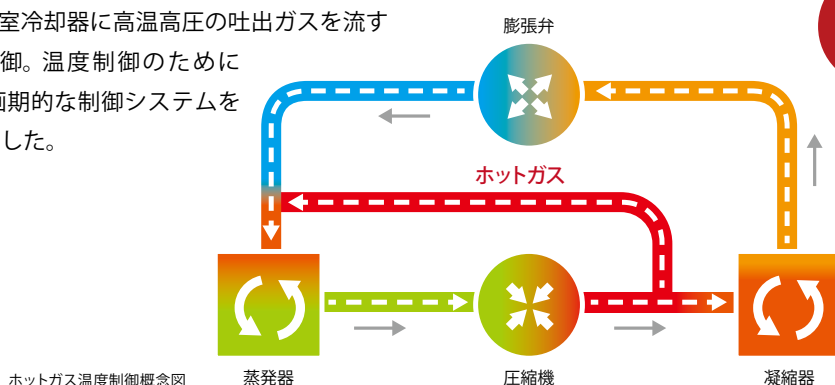 室冷却器に高温高圧の吐出ガスを流す
御。温度制御のために
画期的な制御システムを
した。
膨張弁
ホットガス
ホットガス温度制御概念図
蒸発器
圧縮機
凝縮器